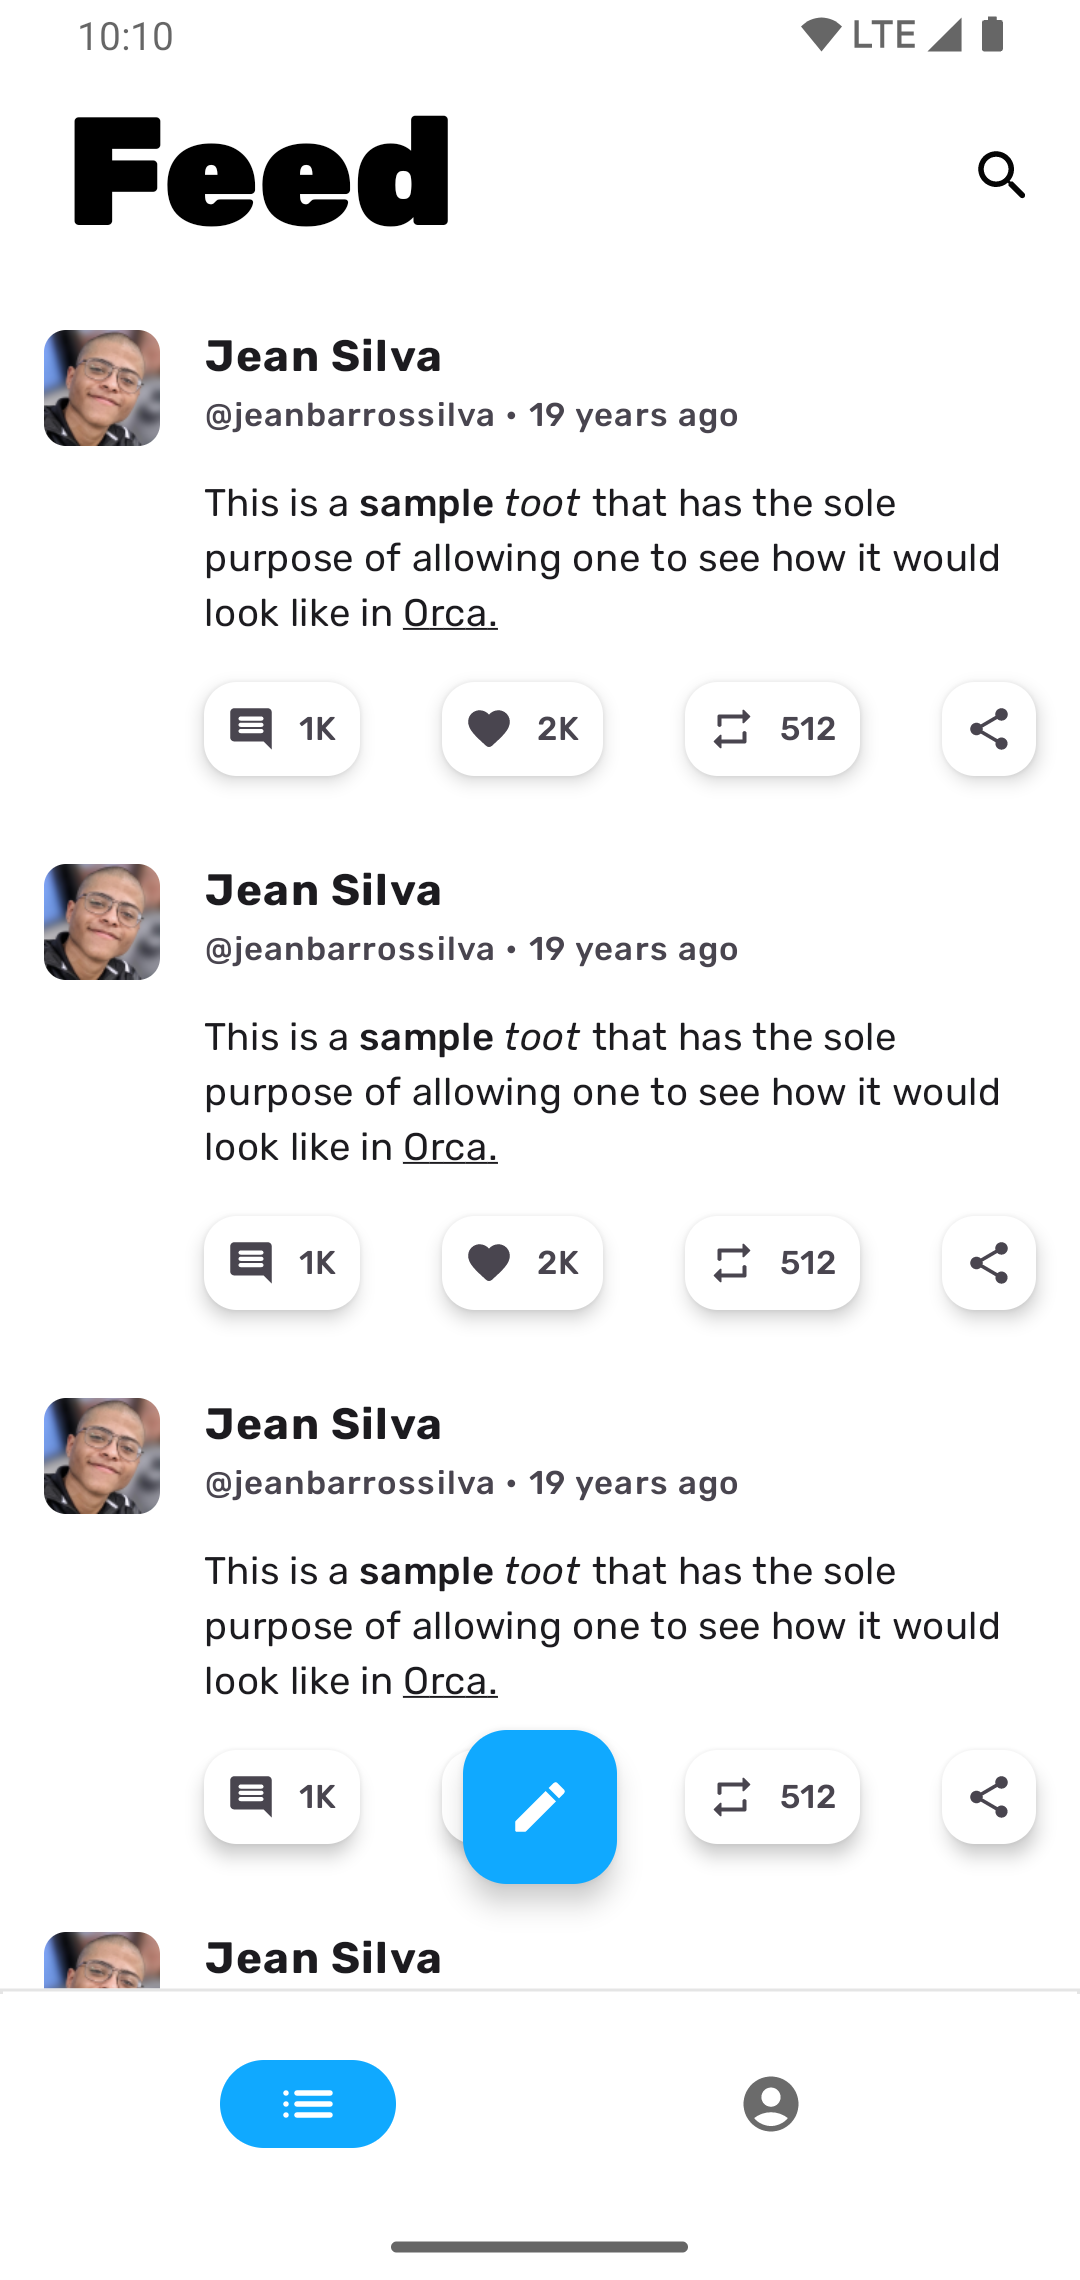 10:10 LTE
Feed
Jean Silva
@jeanbarrossilva • 19 years ago
This is a sample toot that has the sole
purpose of allowing one to see how it would
look like in Orca.
1K 2K 512
Jean Silva
@jeanbarrossilva • 19 years ago
This is a sample toot that has the sole
purpose of allowing one to see how it would
look like in Orca.
1K 2K 512
Jean Silva
@jeanbarrossilva • 19 years ago
This is a sample toot that has the sole
purpose of allowing one to see how it would
look like in Orca.
1K 512
Jean Silva